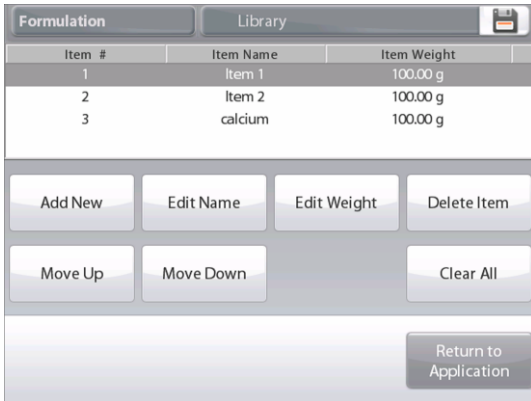 Formulation Library
Item # Item Name Item Weight
1 Item 1 100.00 g
2 Item 2 100.00 g
3 calcium 100.00 g
Add New Edit Name Edit Weight Delete Item
Move Up Move Down Clear All
Return to
Application